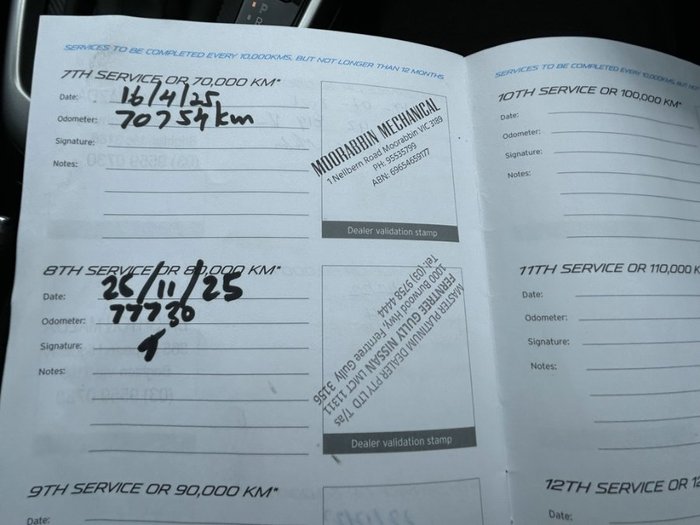 P
R
SERVICES TO BE COMPLETED EVERY 10,000KMS, BUT NOT LONGER THAN 12 MONTHS
7TH SERVICE OR 70,000 KM*
Date: 16/4/25
Odometer: 70754km
Signature:
Notes:
MOORABBIN MECHANICAL
1 Nellbern Road Moorabbin VIC 3189
PH: 95535799
ABN: 69654659177
Dealer validation stamp
8TH SERVICE OR 80,000 KM*
Date: 26/11/25
Odometer: 77730
Signature:
Notes:
MASTER PLATINUM DEALER PTY LTD T/as
FERNTREE GULLY NISSAN LMCT 11311
1000 Burwood Hwy, Ferntree Gully 3156
Tel: (03) 9758 4444
Dealer validation stamp
9TH SERVICE OR 90,000 KM*
Date:
SERVICES TO BE COMPLETED EVERY 10,000KMS, BUT NOT
10TH SERVICE OR 100,000 KM*
Date:
Odometer:
Signature:
Notes:
11TH SERVICE OR 110,000 K
Date:
Odometer:
Signature:
Notes:
12TH SERVICE OR 12
Date: